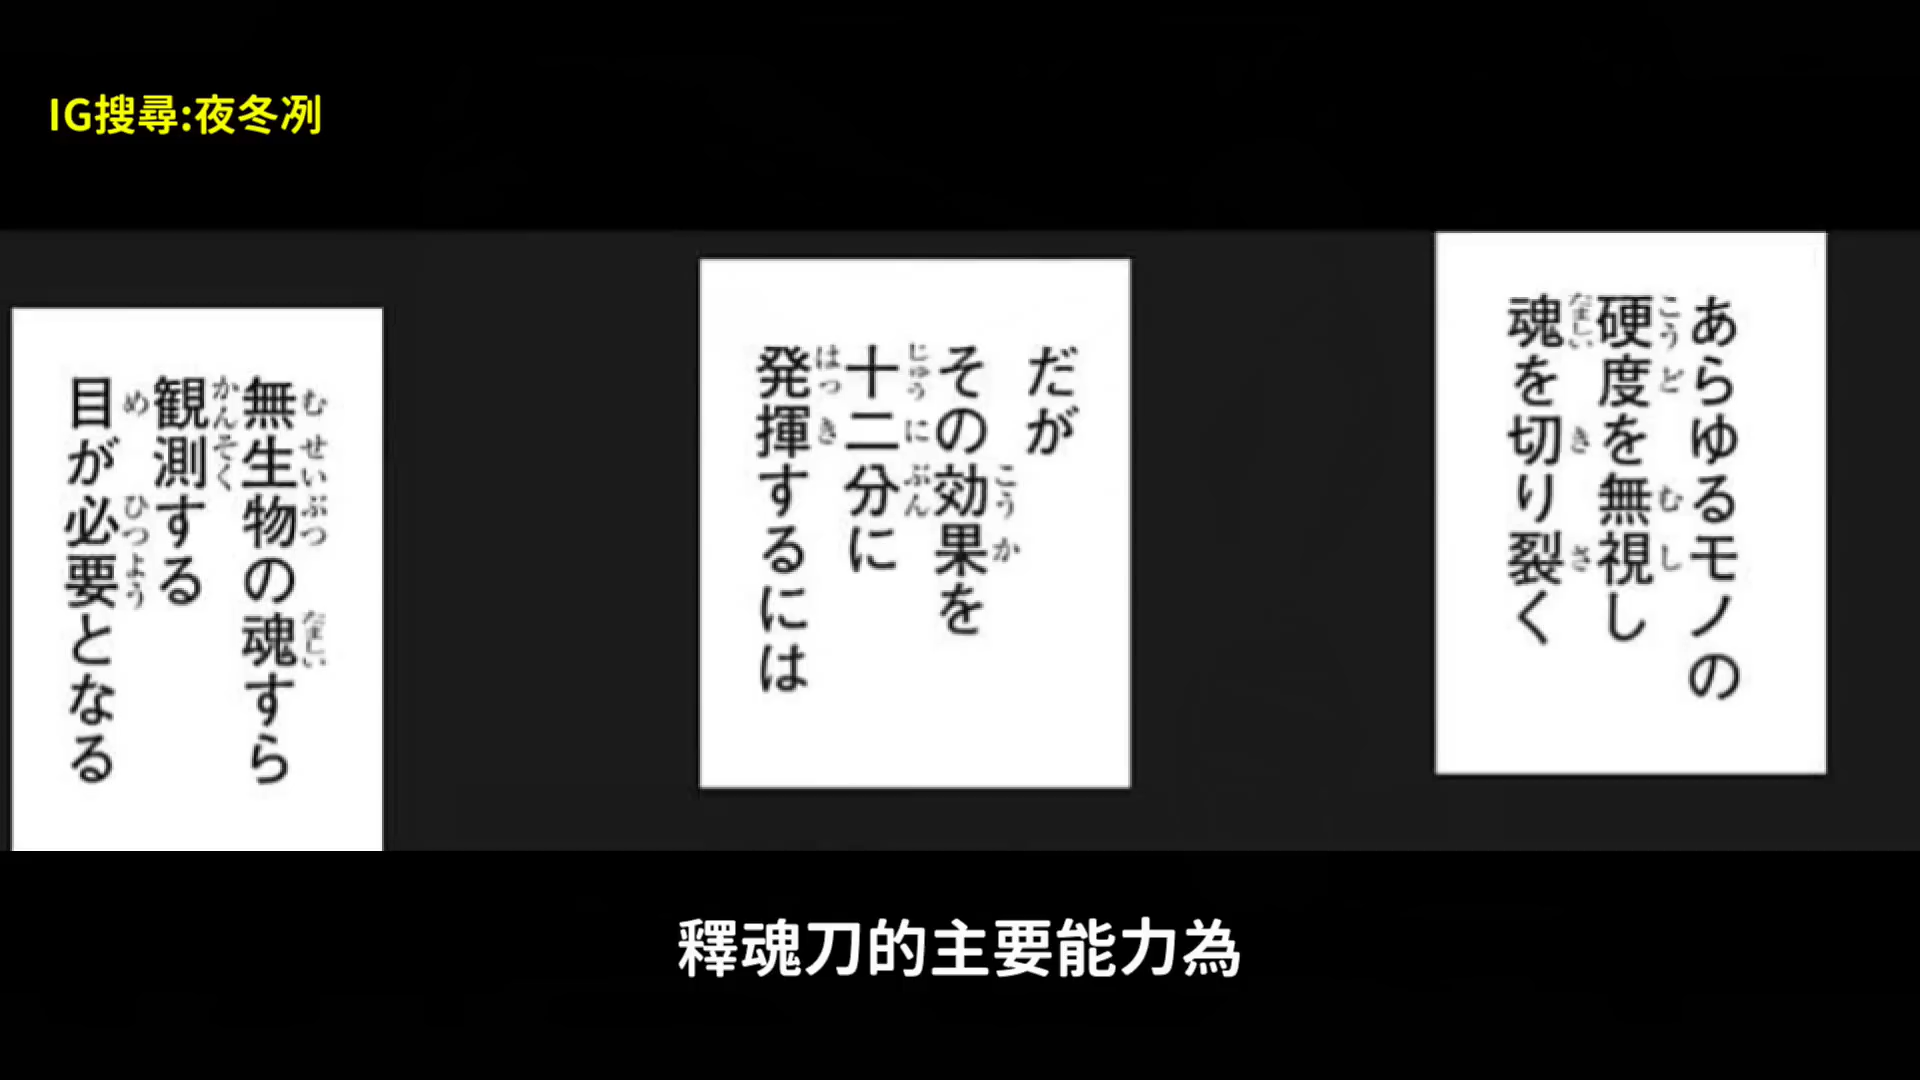 IG搜尋:夜冬冽
あらゆるモノの
硬度を無視し
魂を切り裂く
だが
その効果を
十二分に
発揮するには
無生物の魂すら
観測する
目が必要となる
釋魂刀的主要能力為